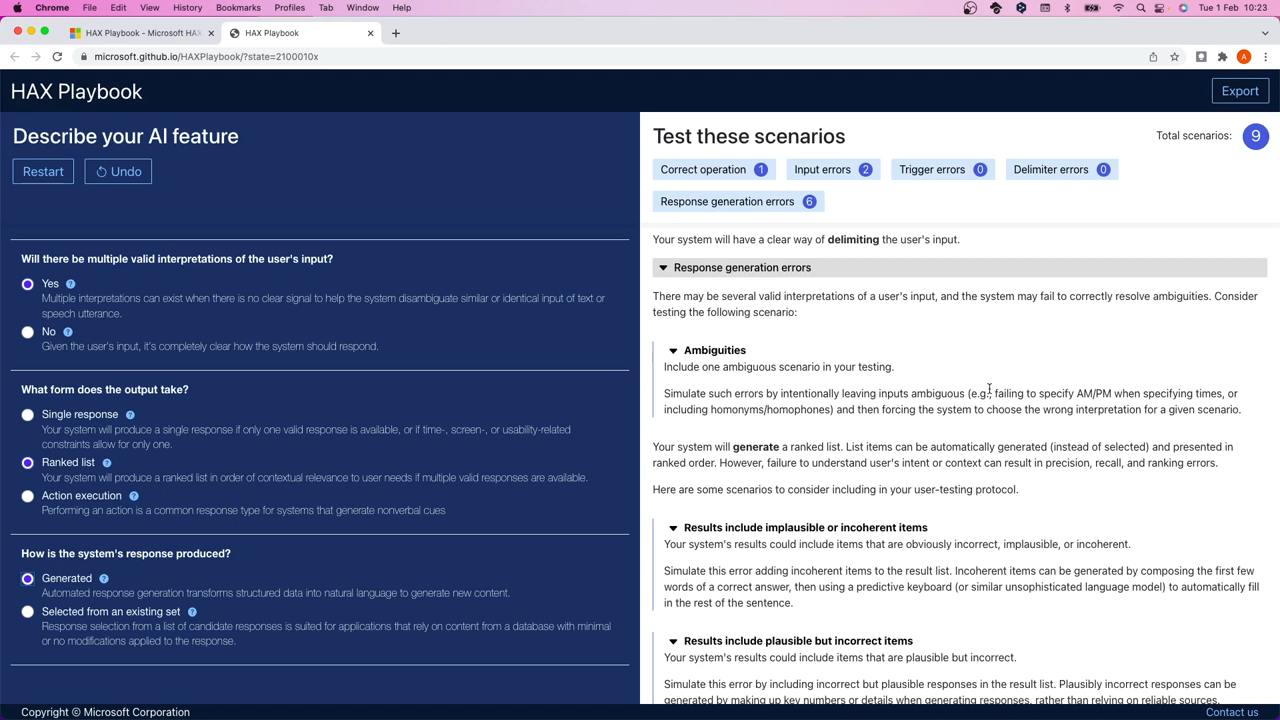 Chrome File Edit View History Bookmarks Profiles Tab Window Help Tue 1 Feb 10:23
HAX Playbook - Microsoft HA
HAX Playbook
microsoft.github.io/HAXPlaybook/?state=2100010x
A
HAX Playbook
Export
Describe your AI feature
Restart
Undo
Will there be multiple valid interpretations of the user's input?
Yes ?
Multiple interpretations can exist when there is no clear signal to help the system disambiguate similar or identical input of text or
speech utterance.
No ?
Given the user's input, it's completely clear how the system should respond.
What form does the output take?
Single response ?
Your system will produce a single response if only one valid response is available, or if time-, screen-, or usability-related
constraints allow for only one.
Ranked list ?
Your system will produce a ranked list in order of contextual relevance to user needs if multiple valid responses are available.
Action execution ?
Performing an action is a common response type for systems that generate nonverbal cues
How is the system's response produced?
Generated ?
Automated response generation transforms structured data into natural language to generate new content.
Selected from an existing set ?
Response selection from a list of candidate responses is suited for applications that rely on content from a database with minimal
or no modifications applied to the response.
Test these scenarios
Total scenarios: 9
Correct operation 1
Input errors 2
Trigger errors 0
Delimiter errors 0
Response generation errors 6
Your system will have a clear way of delimiting the user's input.
Response generation errors
There may be several valid interpretations of a user's input, and the system may fail to correctly resolve ambiguities. Consider
testing the following scenario:
Ambiguities
Include one ambiguous scenario in your testing.
Simulate such errors by intentionally leaving inputs ambiguous (e.g., failing to specify AM/PM when specifying times, or
including homonyms/homophones) and then forcing the system to choose the wrong interpretation for a given scenario.
Your system will generate a ranked list. List items can be automatically generated (instead of selected) and presented in
ranked order. However, failure to understand user's intent or context can result in precision, recall, and ranking errors.
Here are some scenarios to consider including in your user-testing protocol.
Results include implausible or incoherent items
Your system's results could include items that are obviously incorrect, implausible, or incoherent.
Simulate this error adding incoherent items to the result list. Incoherent items can be generated by composing the first few
words of a correct answer, then using a predictive keyboard (or similar unsophisticated language model) to automatically fill
in the rest of the sentence.
Results include plausible but incorrect items
Your system's results could include items that are plausible but incorrect.
Simulate this error by including incorrect but plausible responses in the result list. Plausibly incorrect responses can be
generated by making up key numbers or details when generating responses, rather than relying on reliable sources.
Copyright © Microsoft Corporation
Contact us